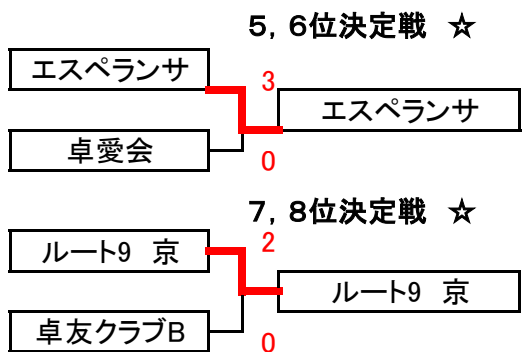 5，6位決定戦 ☆
エスペランサ
3
エスペランサ
卓愛会
0
7，8位決定戦 ☆
ルート9 京
2
ルート9 京
卓友クラブB
0